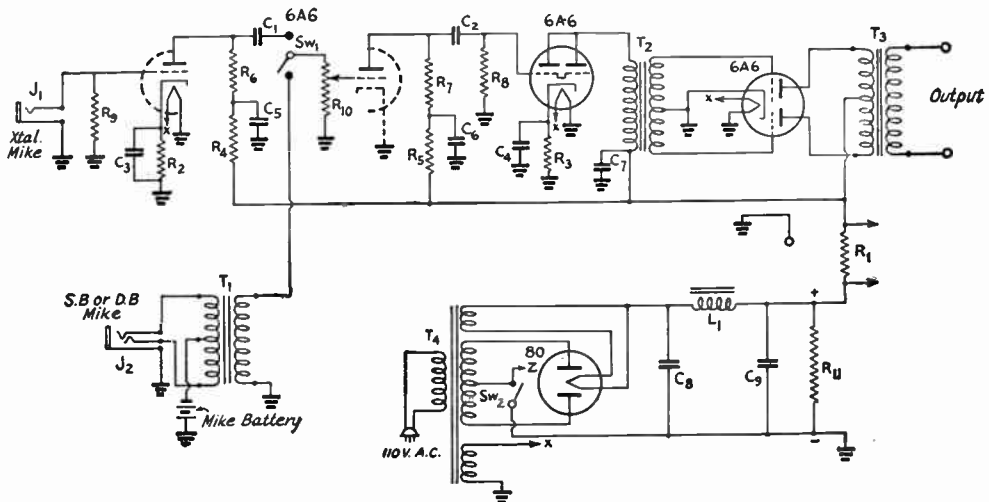 C1
6A6
Sw1
C2
6A6
T2
6A6
T3
J1
Xtal. Mike
R9
C3
R2
x
R6
C5
R4
R10
R7
C6
R5
R8
C4
R3
x
C7
x
Output
R1
S.B or D.B Mike
J2
T1
Mike Battery
T4
110V. A.C.
80
Z
Sw2
x
L1
C8
C9
+
R11
-